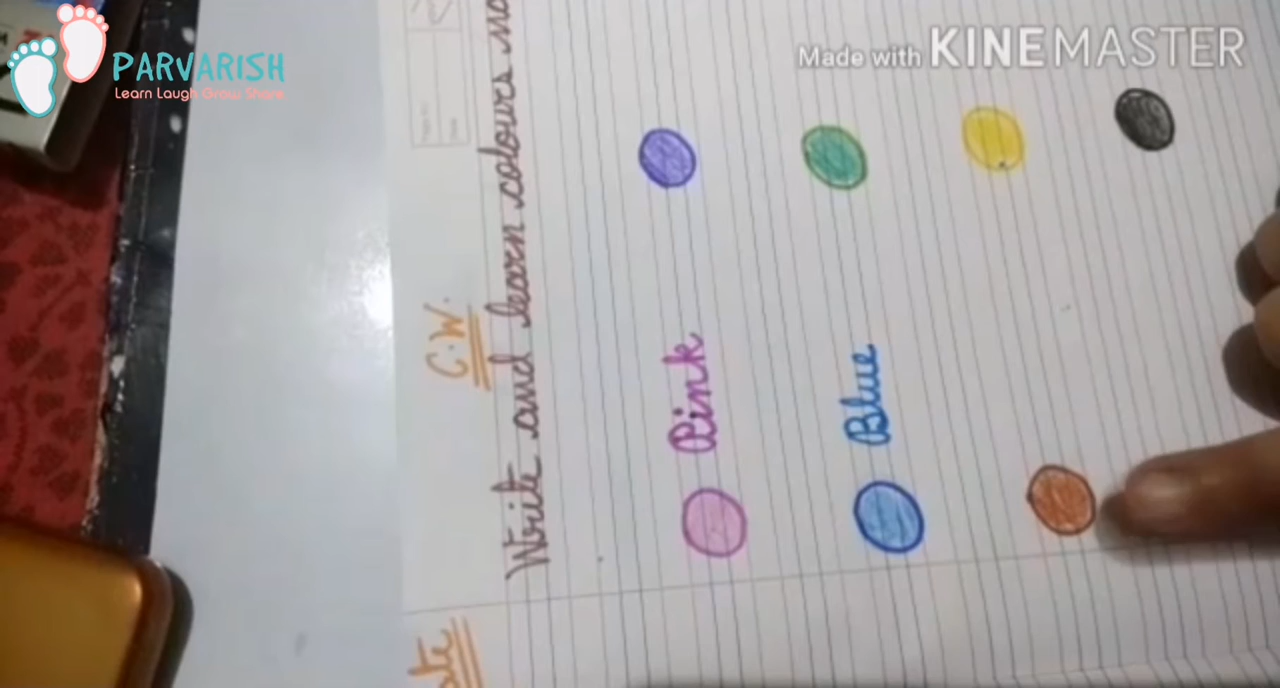 PARVARISH
Learn Laugh Grow Share
Made with KINEMASTER
C.W.
Write and learn colours
Pink
Blue